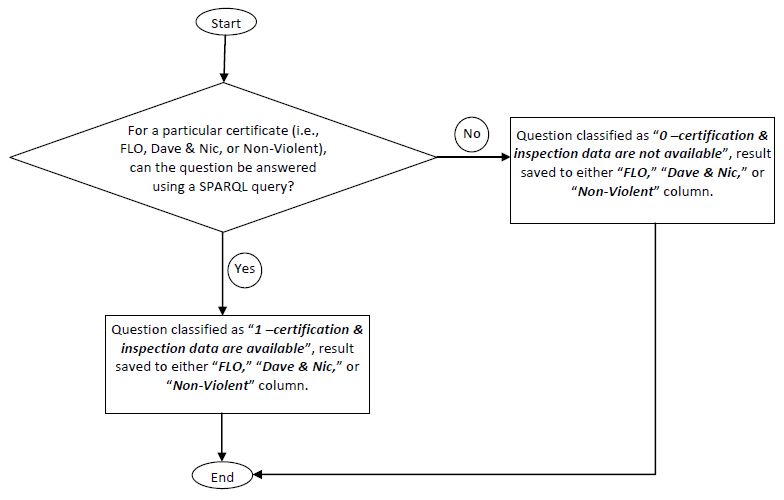 Start
For a particular certificate (i.e.,
FLO, Dave & Nic, or Non-Violent),
can the question be answered
using a SPARQL query?
No
Question classified as “0 –certification &
inspection data are not available”, result
saved to either “FLO,” “Dave & Nic,” or
“Non-Violent” column.
Yes
Question classified as “1 –certification &
inspection data are available”, result
saved to either “FLO,” “Dave & Nic,” or
“Non-Violent” column.
End